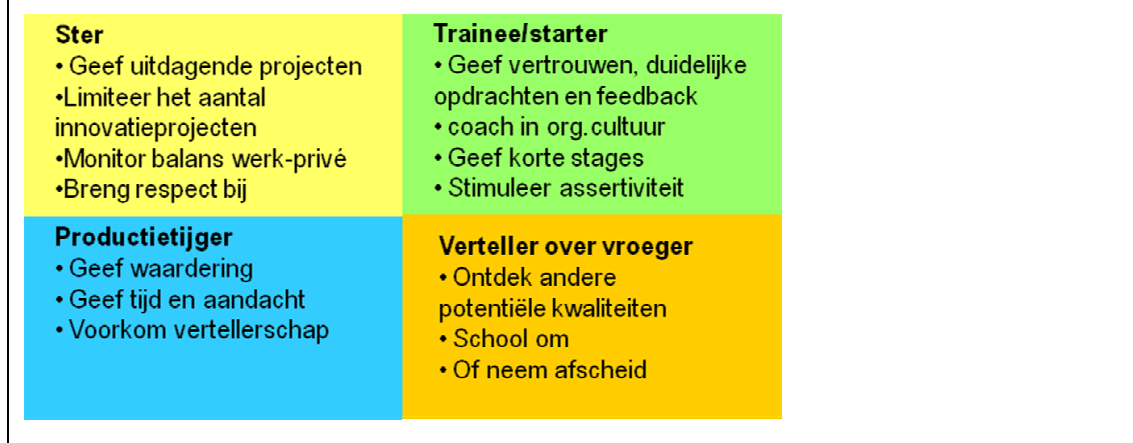 Ster
• Geef uitdagende projecten
•Limiteer het aantal
innovatieprojecten
•Monitor balans werk-privé
•Breng respect bij
Trainee/starter
• Geef vertrouwen, duidelijke
opdrachten en feedback
• coach in org.cultuur
• Geef korte stages
• Stimuleer assertiviteit
Productietijger
• Geef waardering
• Geef tijd en aandacht
• Voorkom vertellerschap
Verteller over vroeger
• Ontdek andere
potentiële kwaliteiten
• School om
• Of neem afscheid